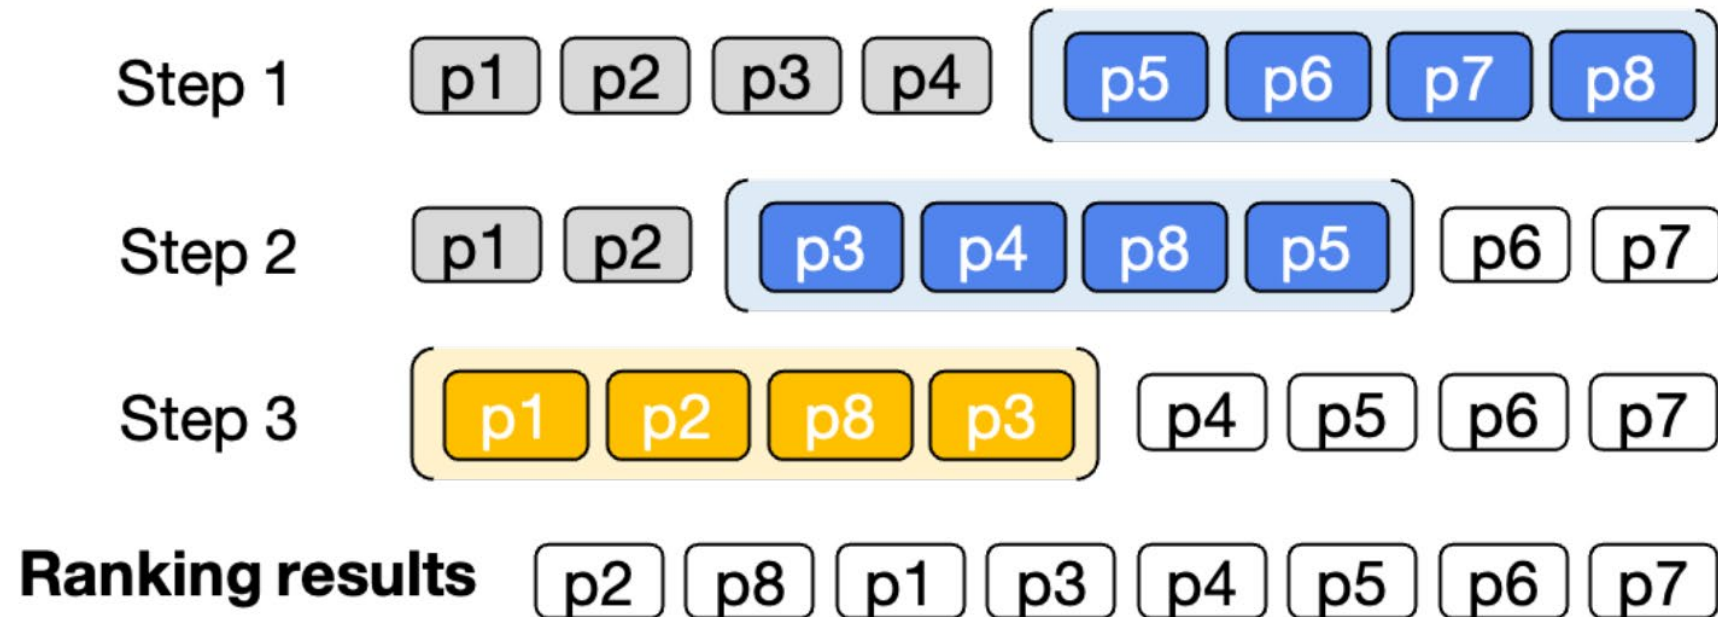 Step 1 p1 p2 p3 p4 p5 p6 p7 p8
Step 2 p1 p2 p3 p4 p8 p5 p6 p7
Step 3 p1 p2 p8 p3 p4 p5 p6 p7
Ranking results p2 p8 p1 p3 p4 p5 p6 p7